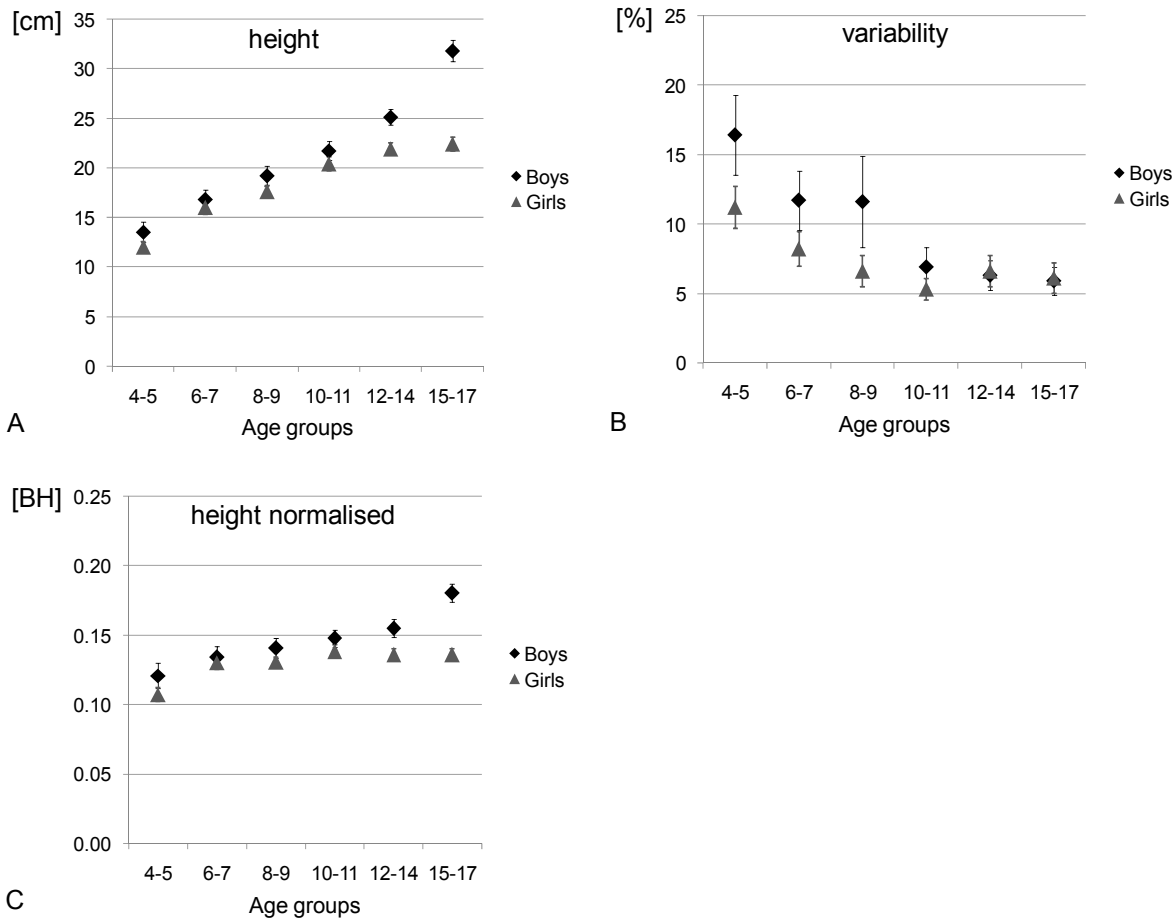 [cm]
height
35
30
25
20
15
10
5
0
Boys
Girls
4-5 6-7 8-9 10-11 12-14 15-17
Age groups
A
[%]
variability
25
20
15
10
5
0
Boys
Girls
4-5 6-7 8-9 10-11 12-14 15-17
Age groups
B
[BH]
height normalised
0.25
0.20
0.15
0.10
0.05
0.00
Boys
Girls
4-5 6-7 8-9 10-11 12-14 15-17
Age groups
C